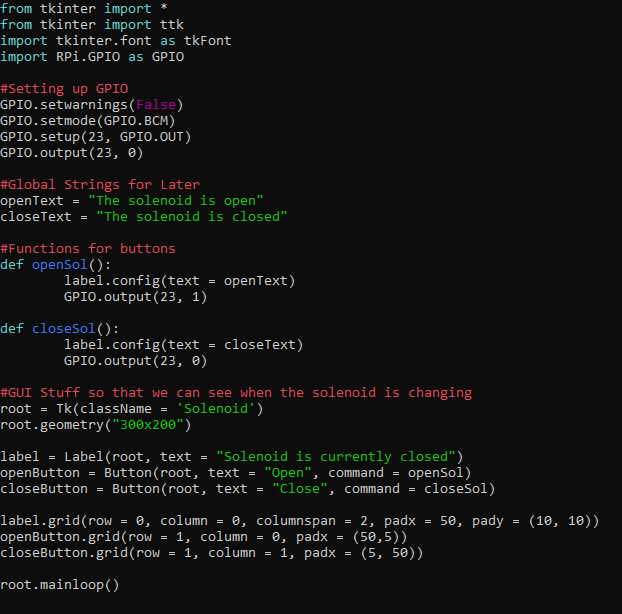 from tkinter import *
from tkinter import ttk
import tkinter.font as tkFont
import RPi.GPIO as GPIO

#Setting up GPIO
GPIO.setwarnings(False)
GPIO.setmode(GPIO.BCM)
GPIO.setup(23, GPIO.OUT)
GPIO.output(23, 0)

#Global Strings for Later
openText = "The solenoid is open"
closeText = "The solenoid is closed"

#Functions for buttons
def openSol():
        label.config(text = openText)
        GPIO.output(23, 1)

def closeSol():
        label.config(text = closeText)
        GPIO.output(23, 0)

#GUI Stuff so that we can see when the solenoid is changing
root = Tk(className = 'Solenoid')
root.geometry("300x200")

label = Label(root, text = "Solenoid is currently closed")
openButton = Button(root, text = "Open", command = openSol)
closeButton = Button(root, text = "Close", command = closeSol)

label.grid(row = 0, column = 0, columnspan = 2, padx = 50, pady = (10, 10))
openButton.grid(row = 1, column = 0, padx = (50,5))
closeButton.grid(row = 1, column = 1, padx = (5, 50))

root.mainloop()